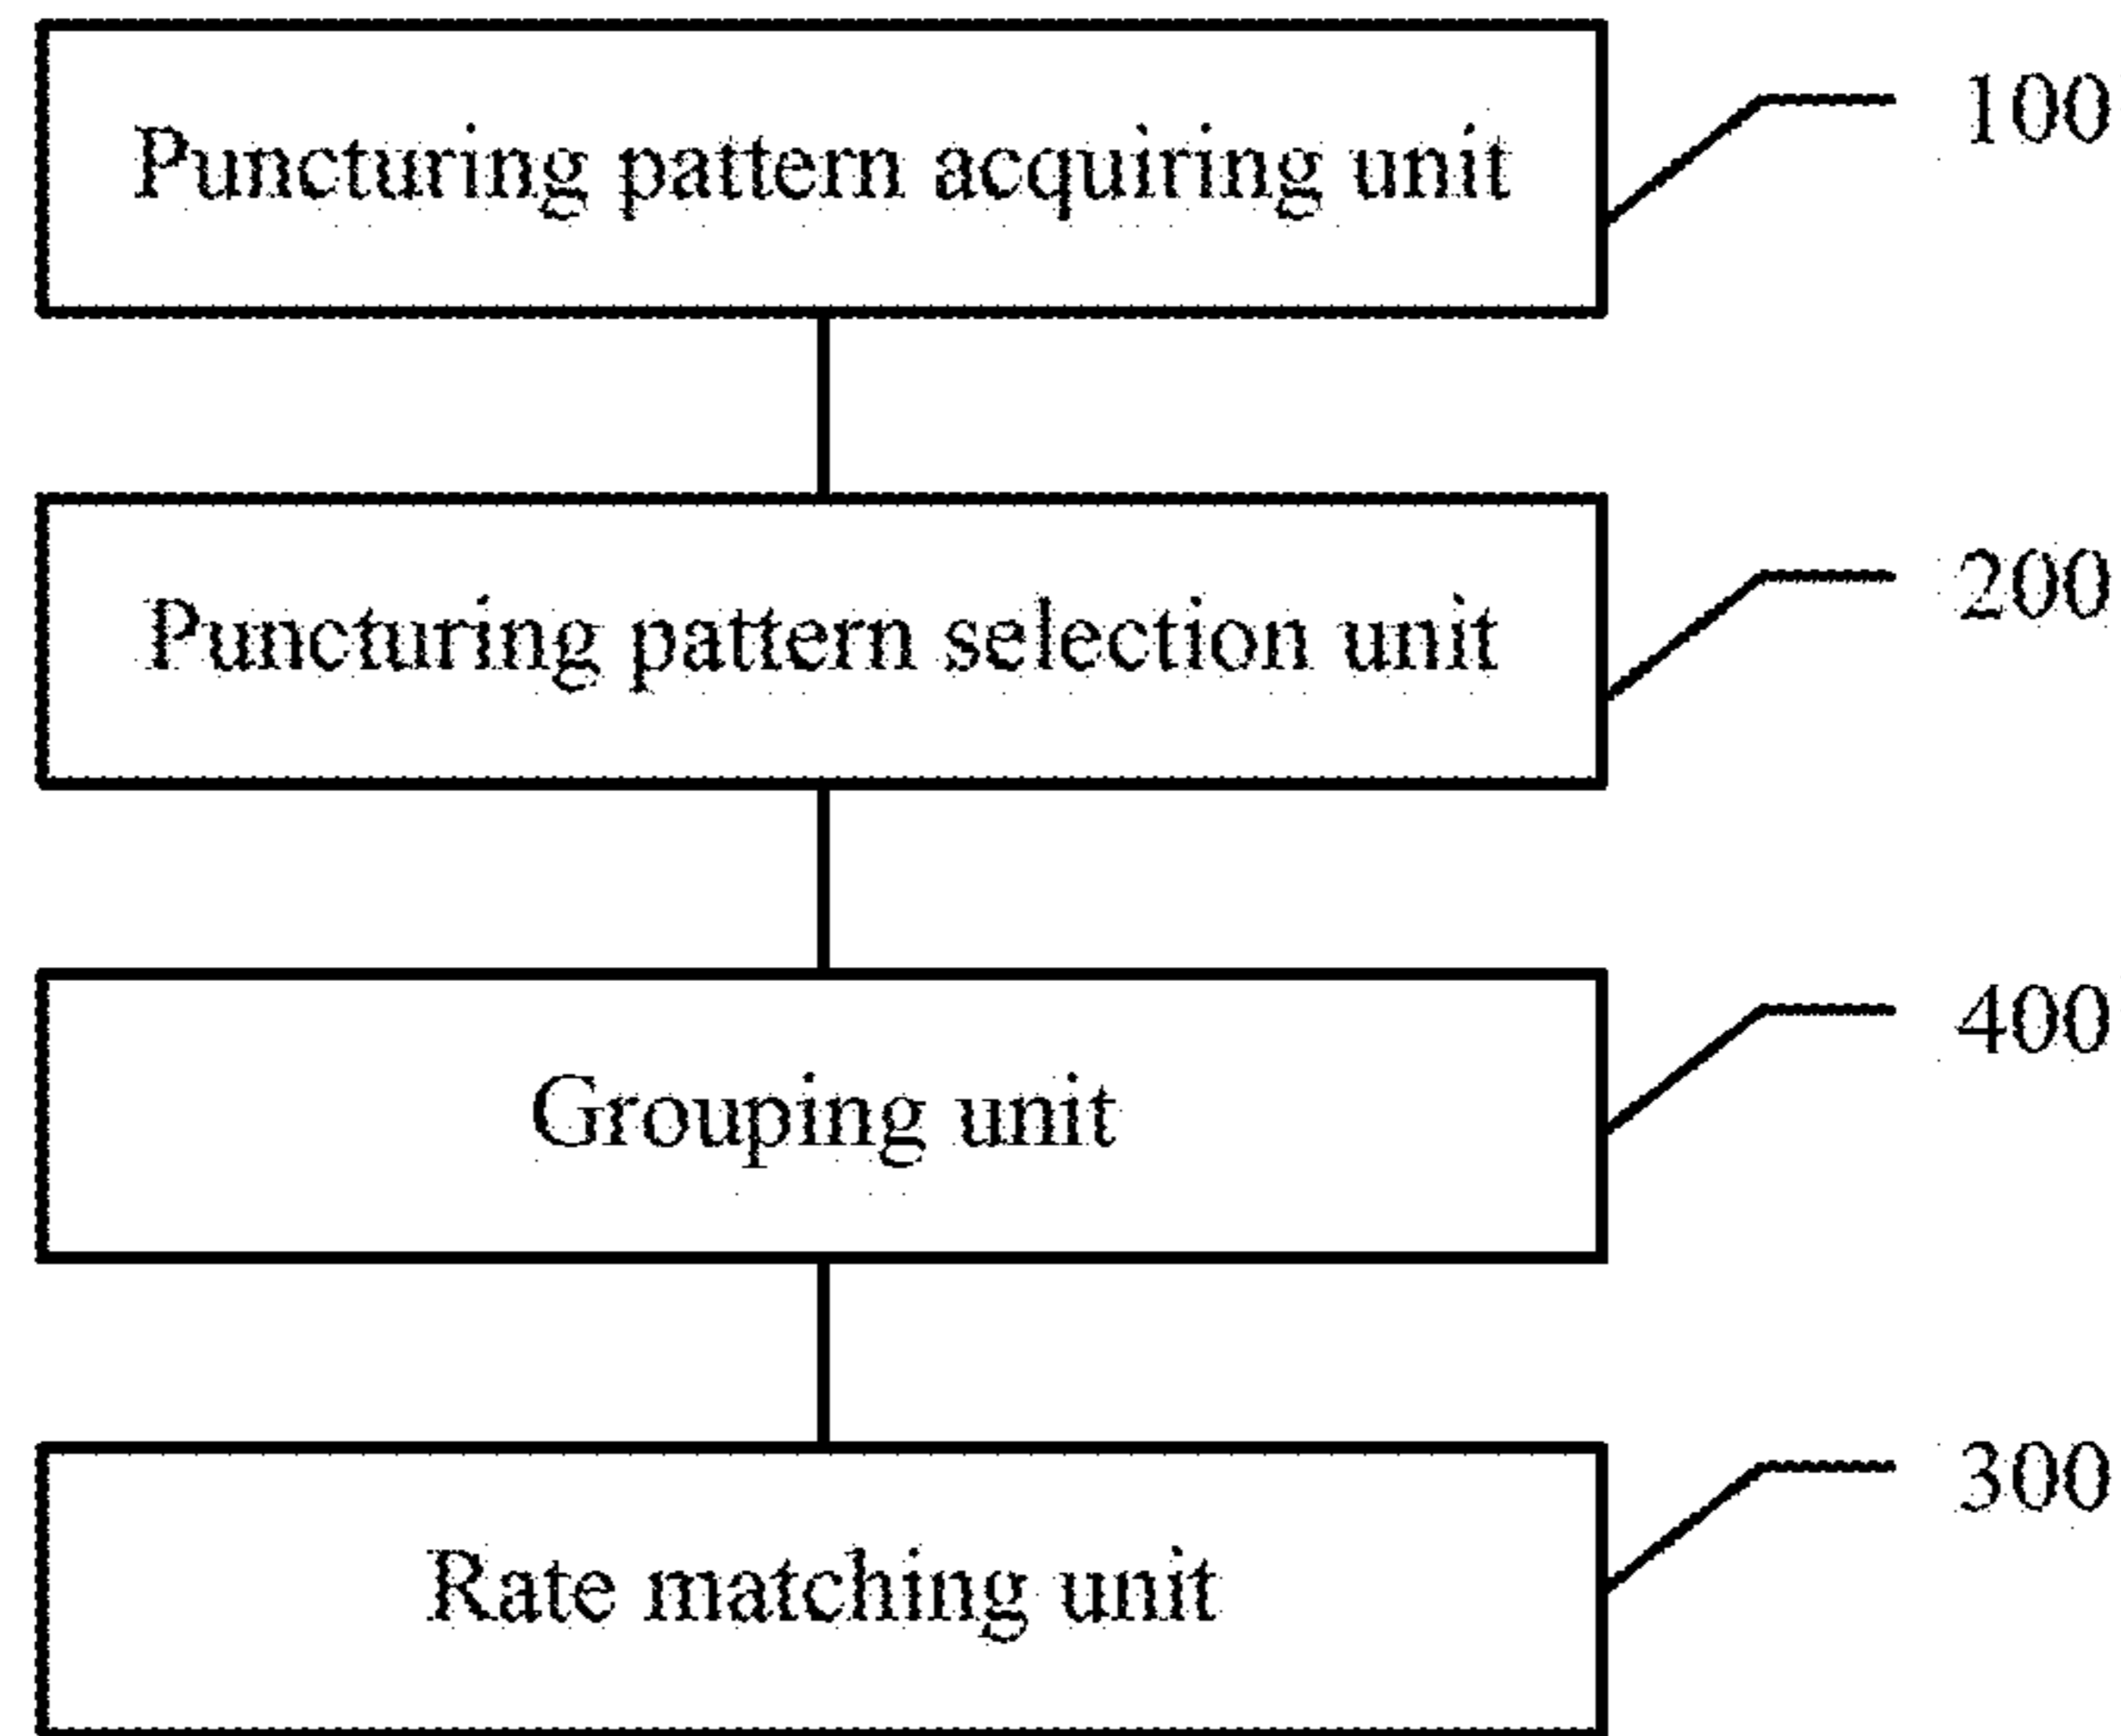 Puncturing pattern acquiring unit
100
Puncturing pattern selection unit
200
Grouping unit
400
Rate matching unit
300